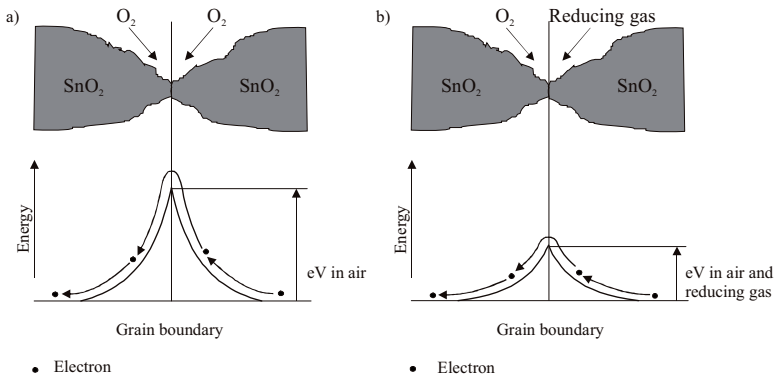 a)
O₂
O₂
SnO₂
SnO₂
Energy
eV in air
Grain boundary
Electron
b)
O₂
Reducing gas
SnO₂
SnO₂
Energy
eV in air and
reducing gas
Grain boundary
Electron